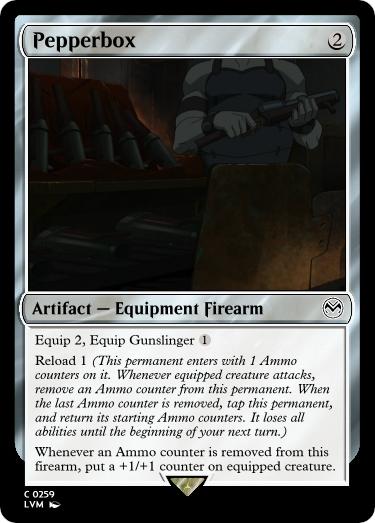 Pepperbox 2
Artifact — Equipment Firearm
Equip 2, Equip Gunslinger 1
Reload 1 (This permanent enters with 1 Ammo
counters on it. Whenever equipped creature attacks,
remove an Ammo counter from this permanent. When
the last Ammo counter is removed, tap this permanent,
and return its starting Ammo counters. It loses all
abilities until the beginning of your next turn.)
Whenever an Ammo counter is removed from this
firearm, put a +1/+1 counter on equipped creature.
C 0259
LVM